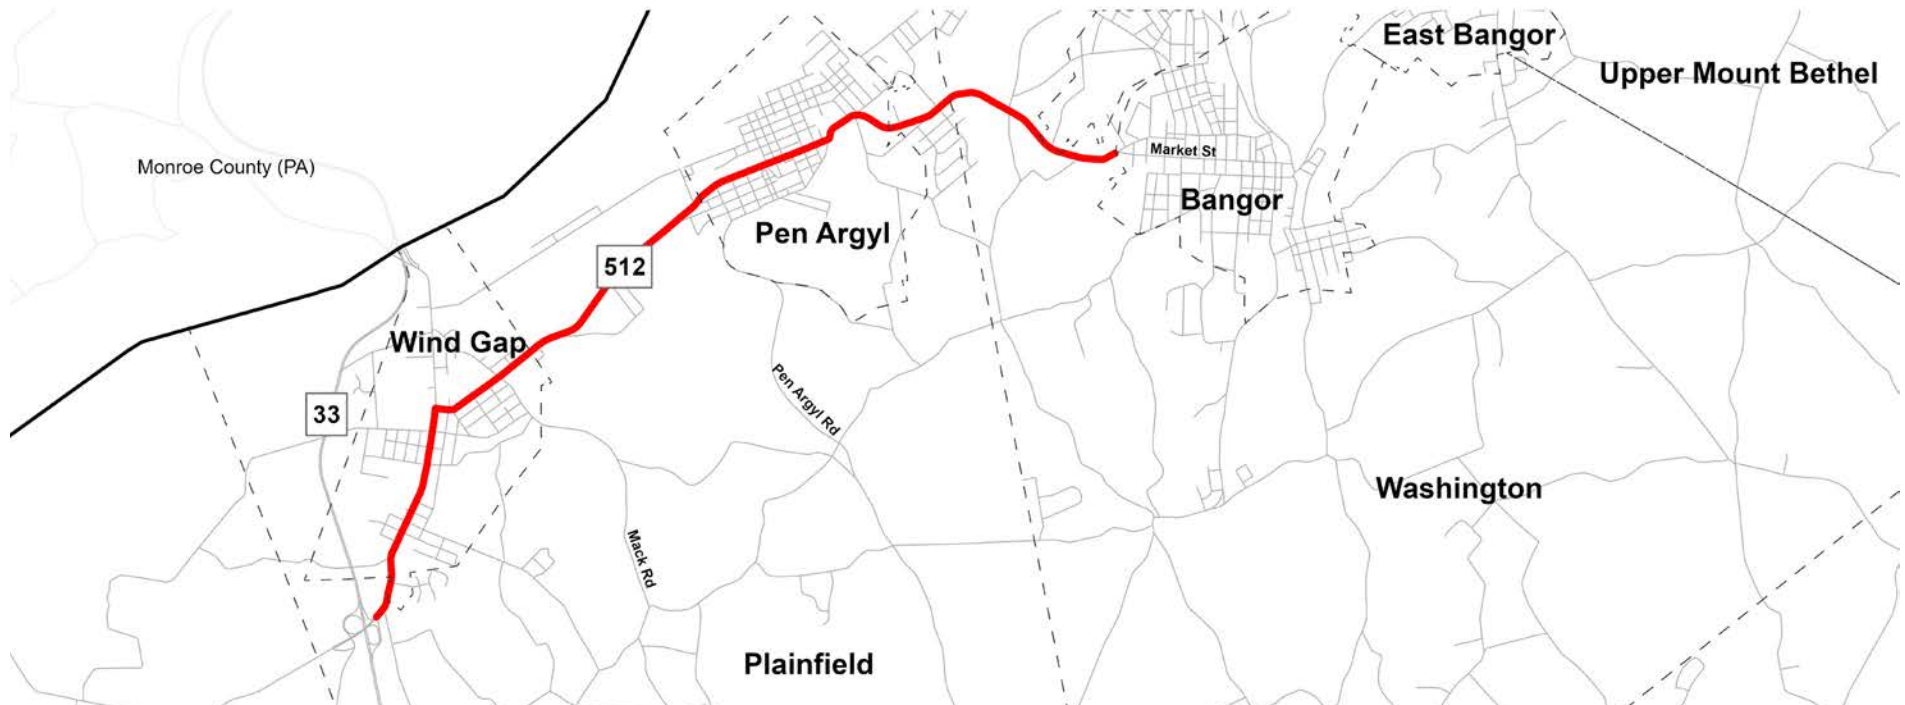 East Bangor
Upper Mount Bethel
Monroe County (PA)
Market St
Bangor
Pen Argyl
512
Wind Gap
33
Pen Argyl Rd
Washington
Mack Rd
Plainfield